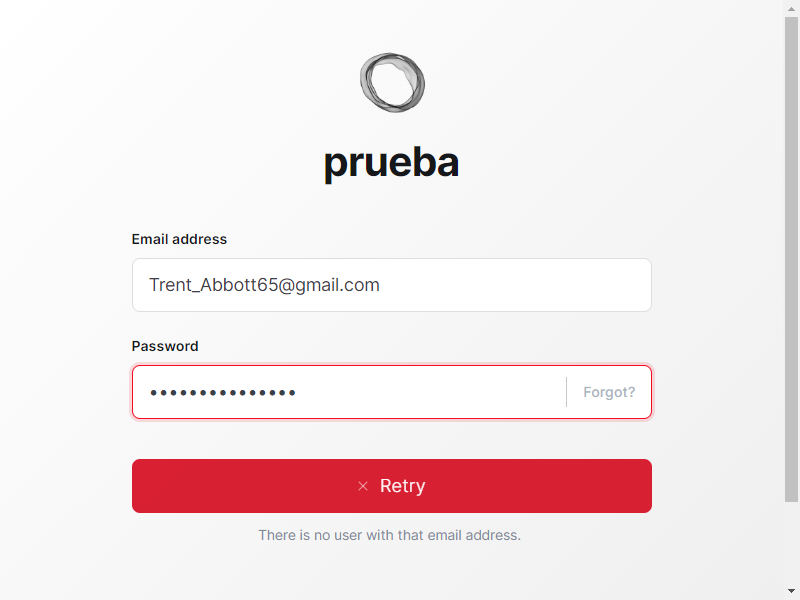 prueba
Email address
Trent_Abbott65@gmail.com
Password
•••••••••••••••
Forgot?
Retry
There is no user with that email address.